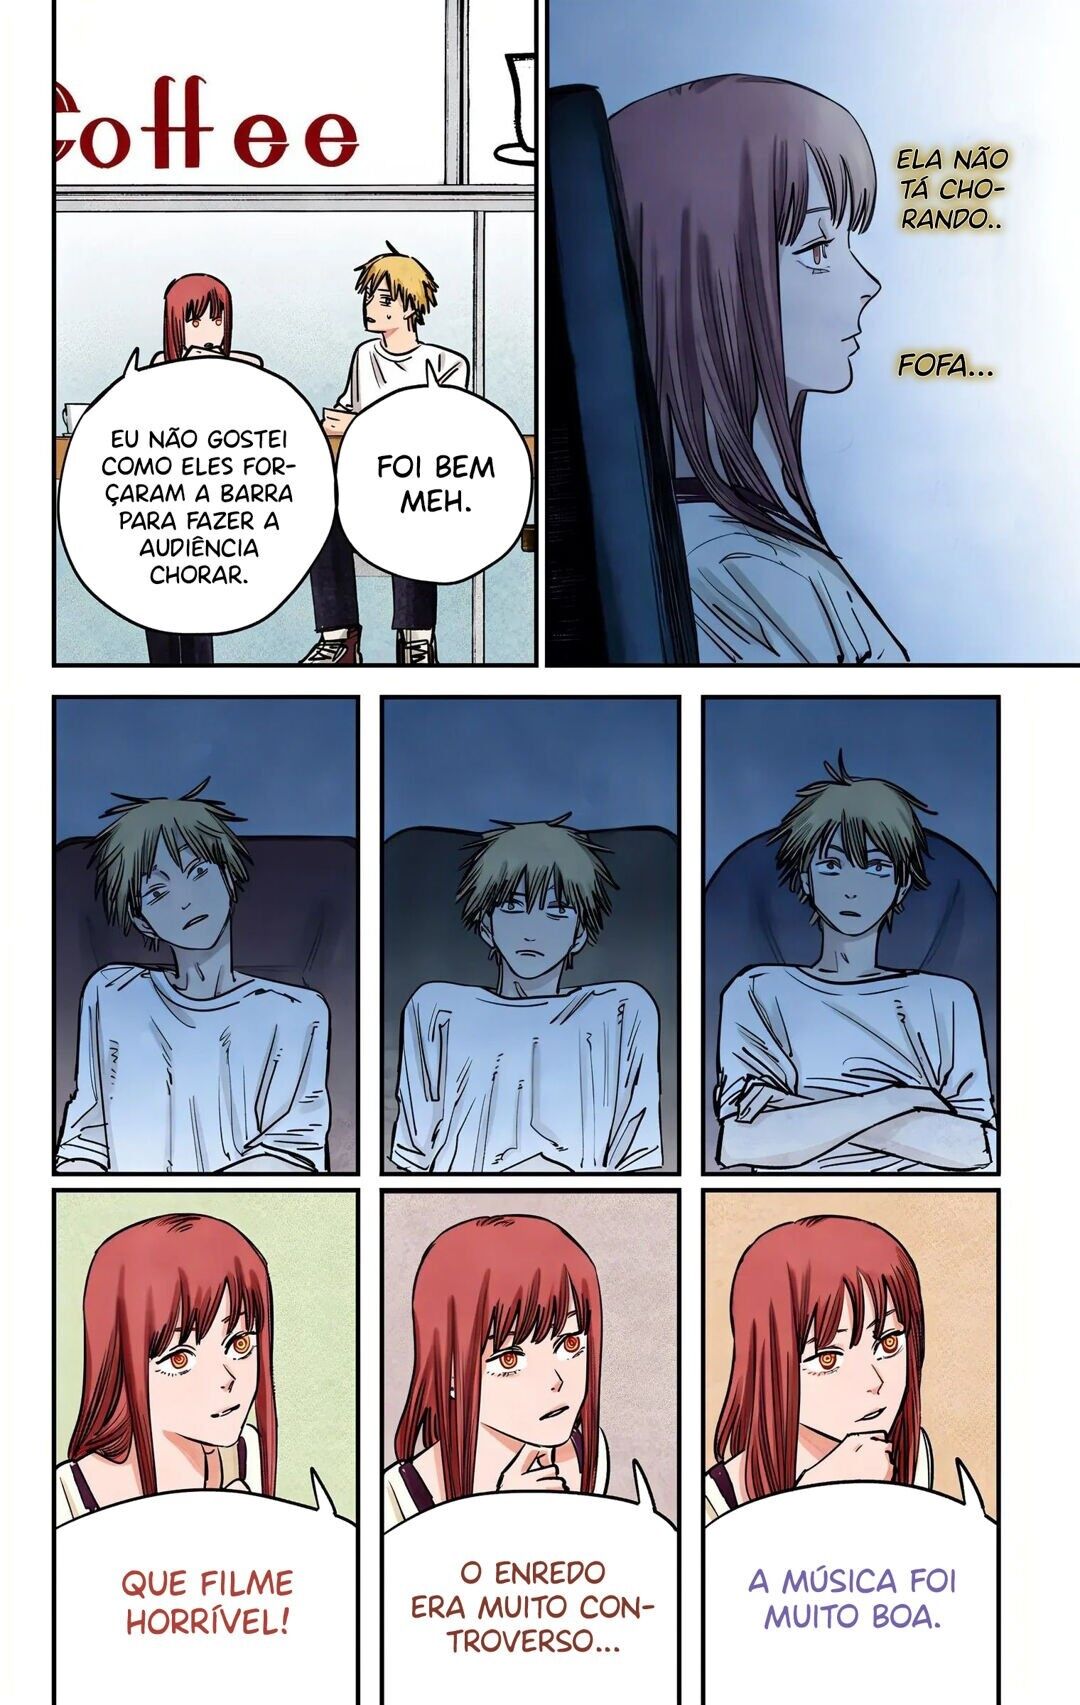 ELA NÃO
TÁ CHO-
RANDO..
FOFA...
Coffee
FOI BEM
MEH.
EU NÃO GOSTEI
COMO ELES FOR-
ÇARAM A BARRA
PARA FAZER A
AUDIÊNCIA
CHORAR.
A MÚSICA FOI
MUITO BOA.
O ENREDO
ERA MUITO CON-
TROVERSO...
QUE FILME
HORRÍVEL!